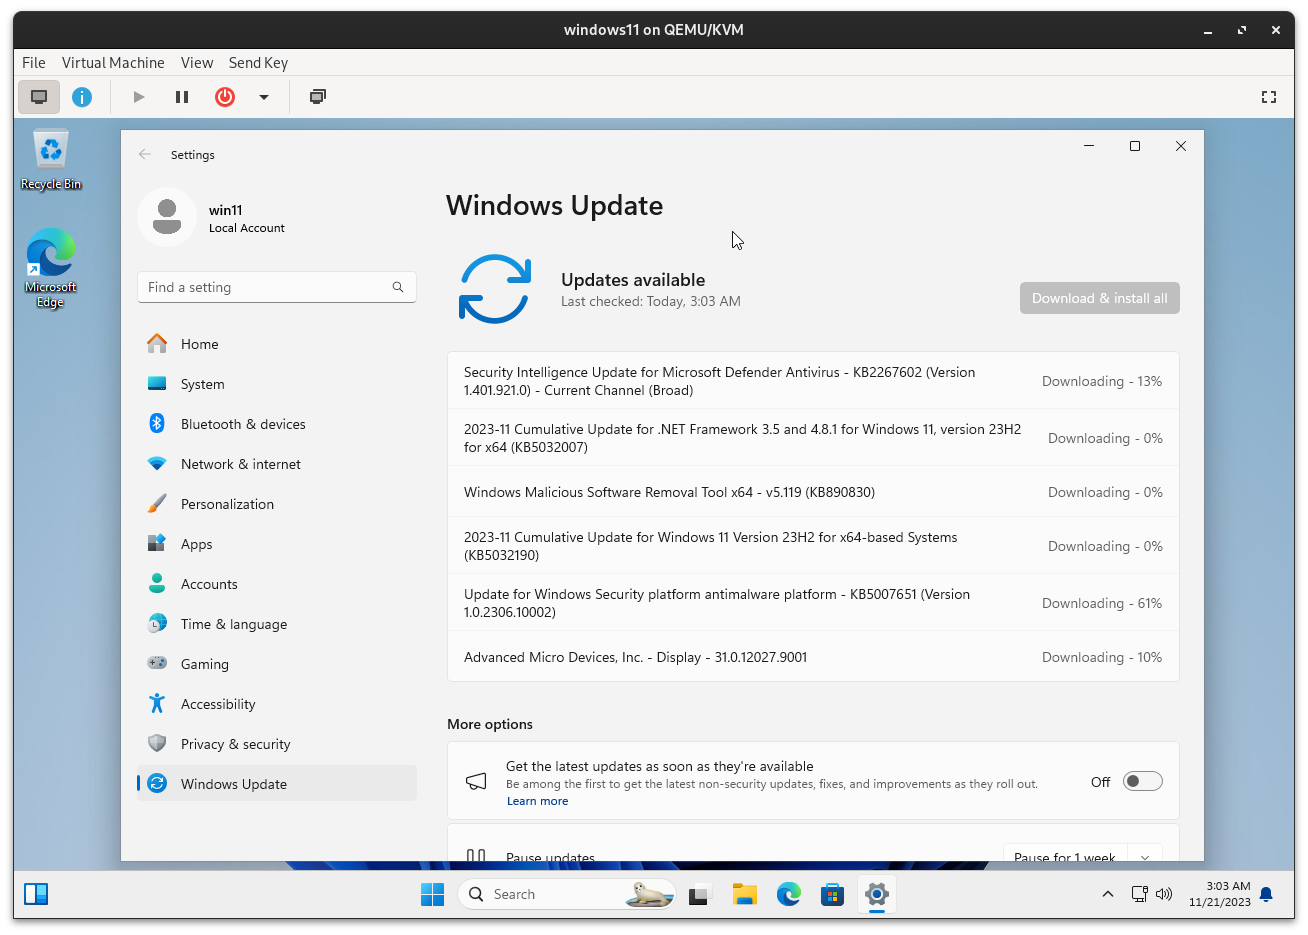 windows11 on QEMU/KVM
File Virtual Machine View Send Key
Recycle Bin
Microsoft
Edge
Settings
win11
Local Account
Find a setting
Home
System
Bluetooth & devices
Network & internet
Personalization
Apps
Accounts
Time & language
Gaming
Accessibility
Privacy & security
Windows Update
Windows Update
Updates available
Last checked: Today, 3:03 AM
Download & install all
Security Intelligence Update for Microsoft Defender Antivirus - KB2267602 (Version
1.401.921.0) - Current Channel (Broad)
Downloading - 13%
2023-11 Cumulative Update for .NET Framework 3.5 and 4.8.1 for Windows 11, version 23H2
for x64 (KB5032007)
Downloading - 0%
Windows Malicious Software Removal Tool x64 - v5.119 (KB890830)
Downloading - 0%
2023-11 Cumulative Update for Windows 11 Version 23H2 for x64-based Systems
(KB5032190)
Downloading - 0%
Update for Windows Security platform antimalware platform - KB5007651 (Version
1.0.2306.10002)
Downloading - 61%
Advanced Micro Devices, Inc. - Display - 31.0.12027.9001
Downloading - 10%
More options
Get the latest updates as soon as they're available
Be among the first to get the latest non-security updates, fixes, and improvements as they roll out.
Learn more
Off
Pause updates
Pause for 1 week
Search
3:03 AM
11/21/2023